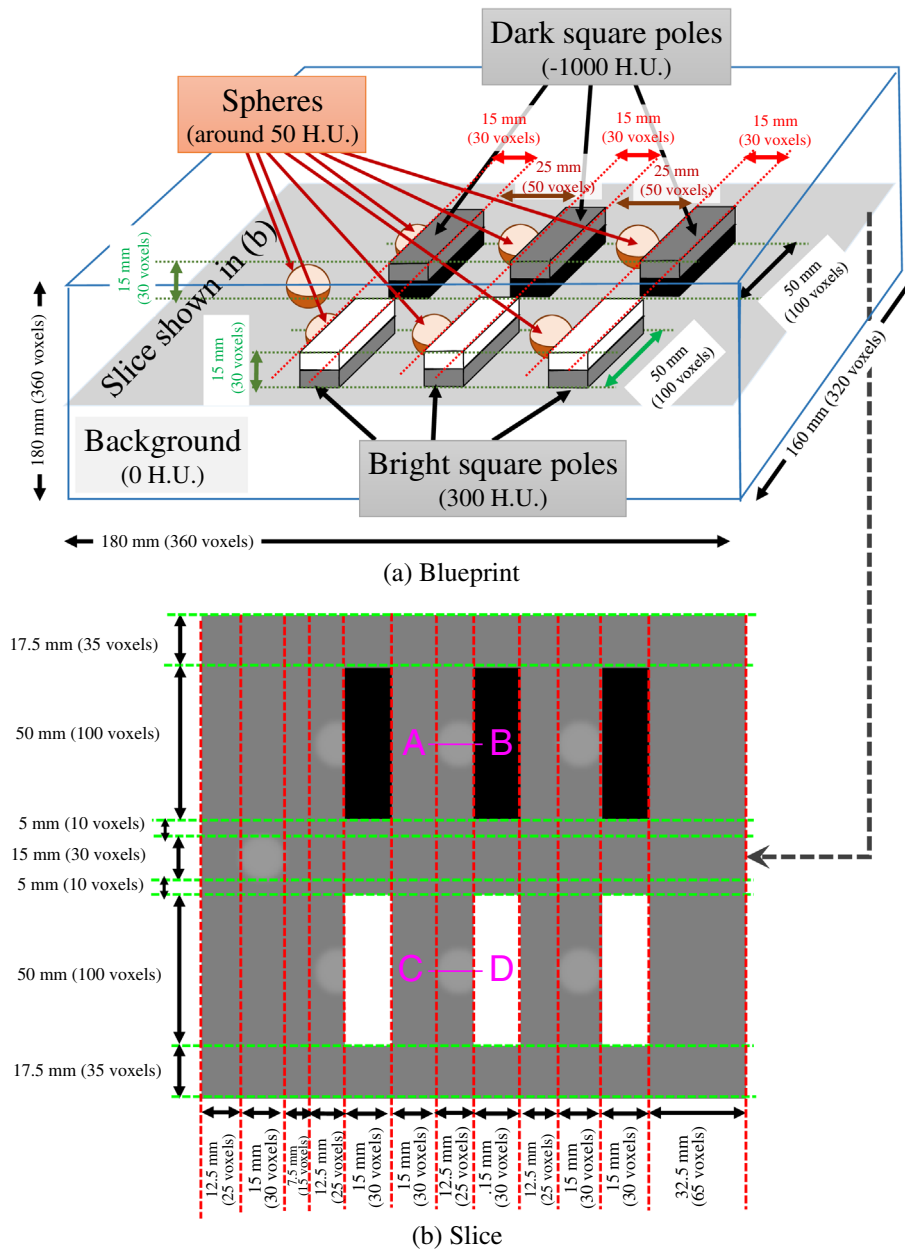 Dark square poles
(-1000 H.U.)
Spheres
(around 50 H.U.)
15 mm
(30 voxels)
15 mm
(30 voxels)
15 mm
(30 voxels)
25 mm
(50 voxels)
25 mm
(50 voxels)
15 mm
(30 voxels)
Slice shown in (b)
50 mm
(100 voxels)
15 mm
(30 voxels)
50 mm
(100 voxels)
180 mm (360 voxels)
160 mm (320 voxels)
Background
(0 H.U.)
Bright square poles
(300 H.U.)
180 mm (360 voxels)
(a) Blueprint
17.5 mm (35 voxels)
50 mm (100 voxels)
A
B
5 mm (10 voxels)
15 mm (30 voxels)
5 mm (10 voxels)
50 mm (100 voxels)
C
D
17.5 mm (35 voxels)
12.5 mm
(25 voxels)
15 mm
(30 voxels)
7.5 mm
(15 voxels)
12.5 mm
(25 voxels)
15 mm
(30 voxels)
15 mm
(30 voxels)
12.5 mm
(25 voxels)
.15 mm
(30 voxels)
12.5 mm
(25 voxels)
15 mm
(30 voxels)
15 mm
(30 voxels)
32.5 mm
(65 voxels)
(b) Slice